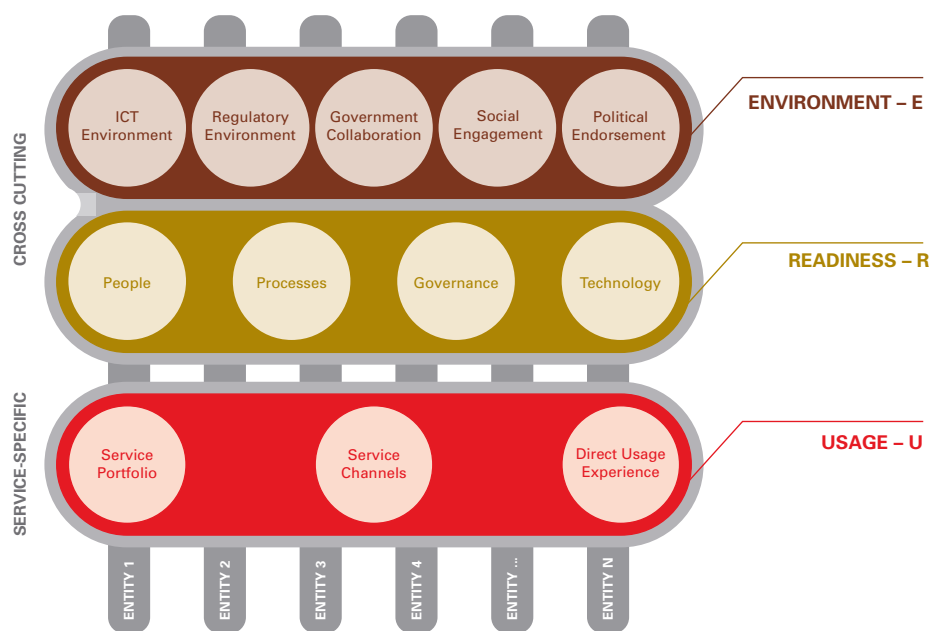 CROSS CUTTING
ICT
Environment
Regulatory
Environment
Government
Collaboration
Social
Engagement
Political
Endorsement
ENVIRONMENT – E
People
Processes
Governance
Technology
READINESS – R
SERVICE-SPECIFIC
Service
Portfolio
Service
Channels
Direct Usage
Experience
USAGE – U
ENTITY 1
ENTITY 2
ENTITY 3
ENTITY 4
ENTITY ...
ENTITY N